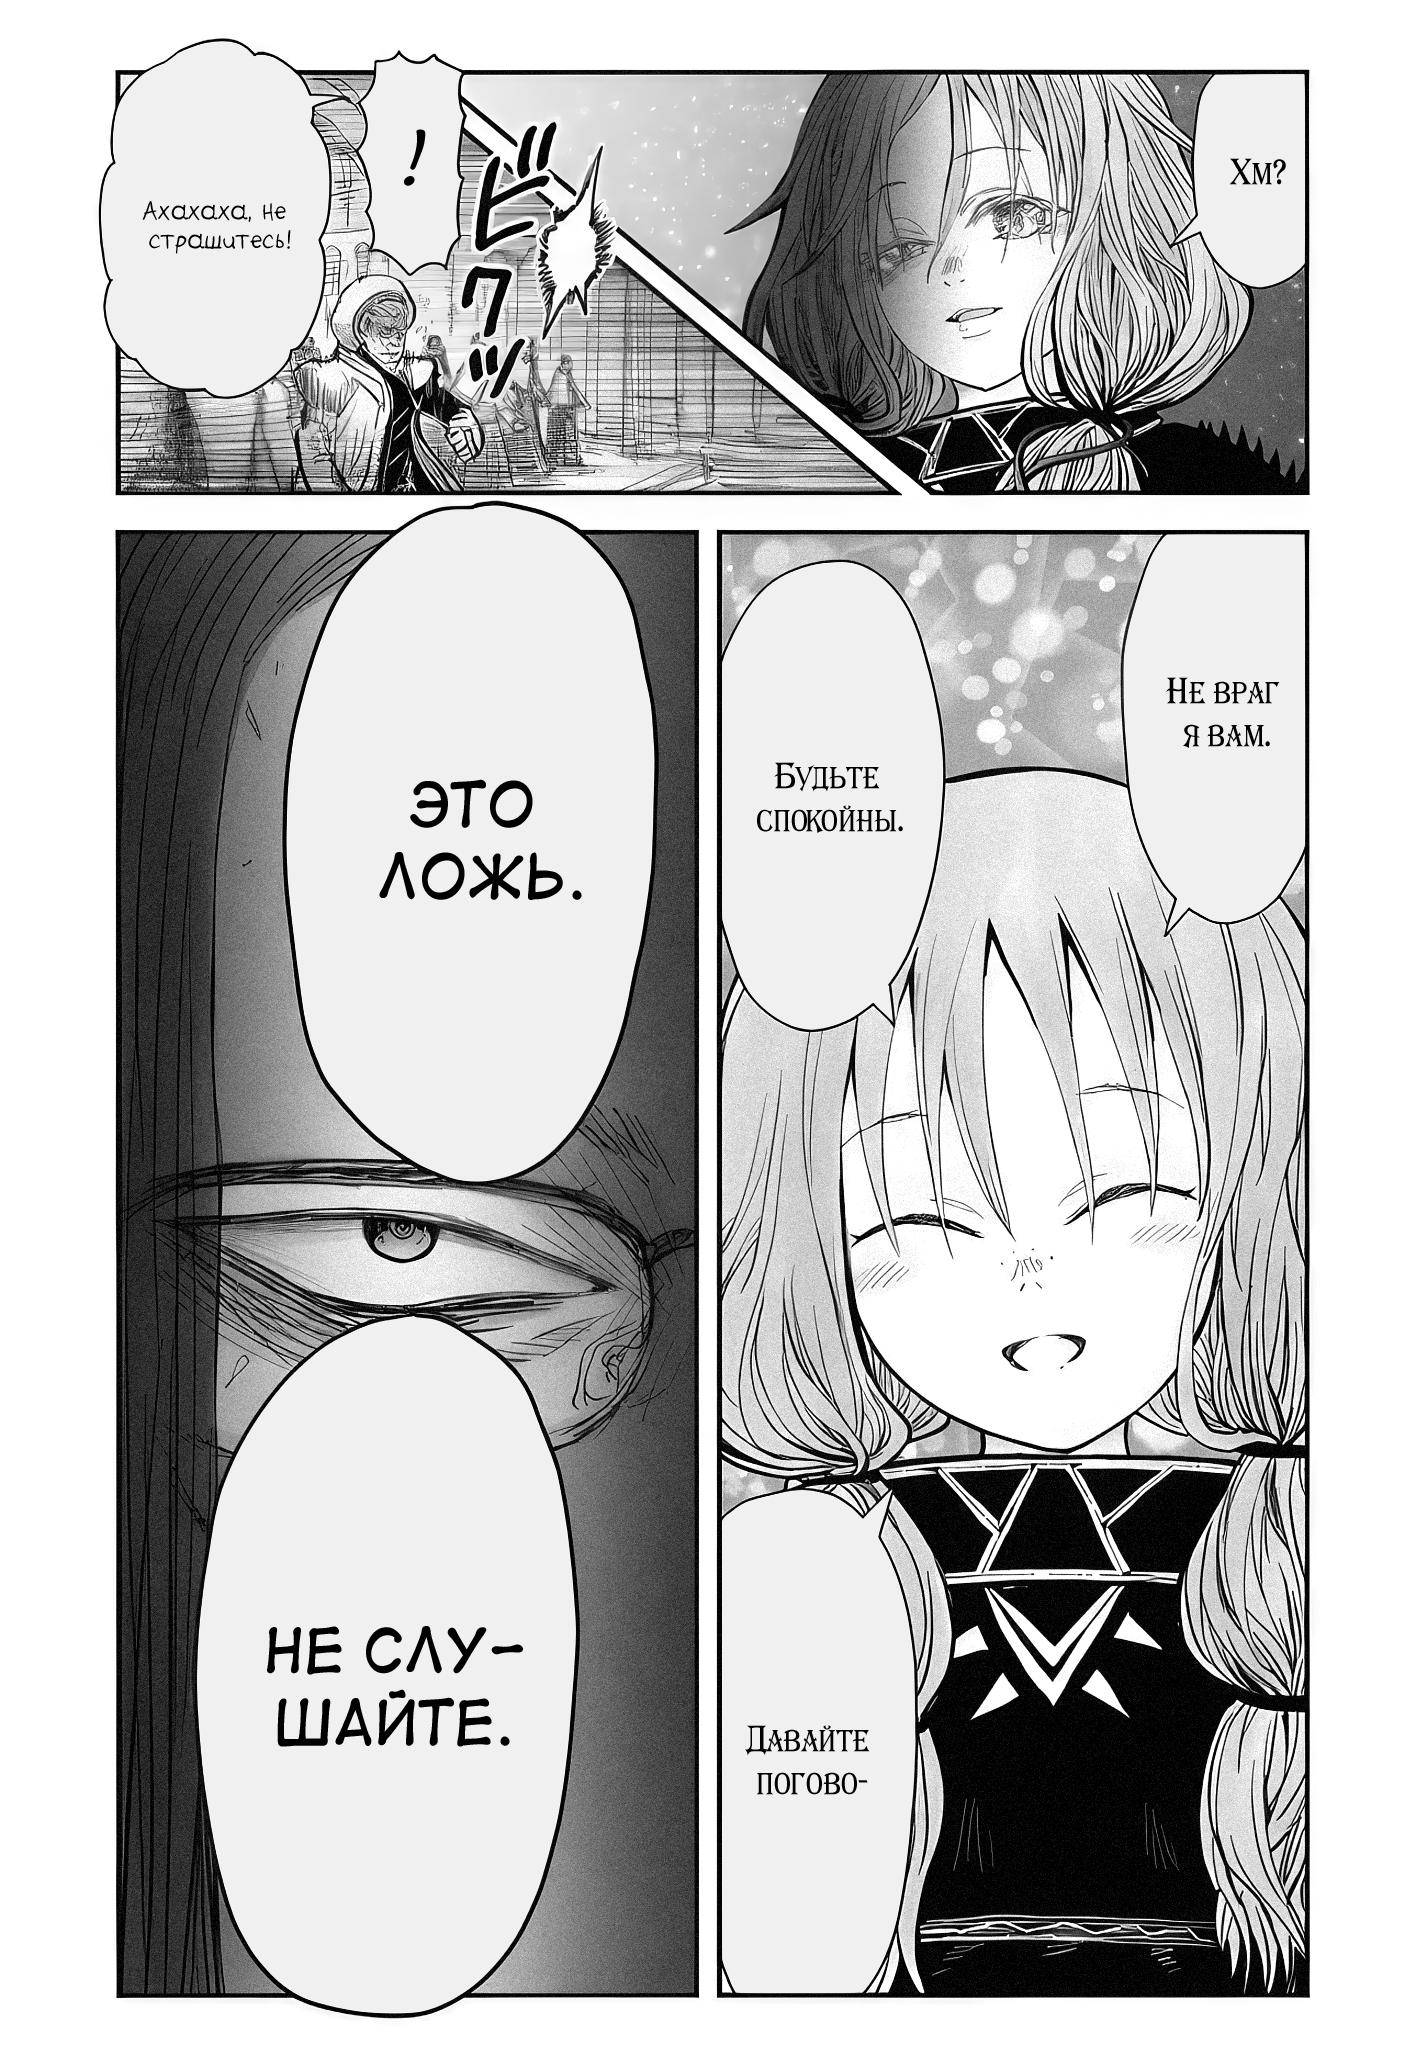 Хм?
!
ビクッ
Ахахаха, не
страшитесь!
Не враг
я вам.
Будьте
спокойны.
Давайте
погово-
ЭТО
ЛОЖЬ.
НЕ СЛУ-
ШАЙТЕ.